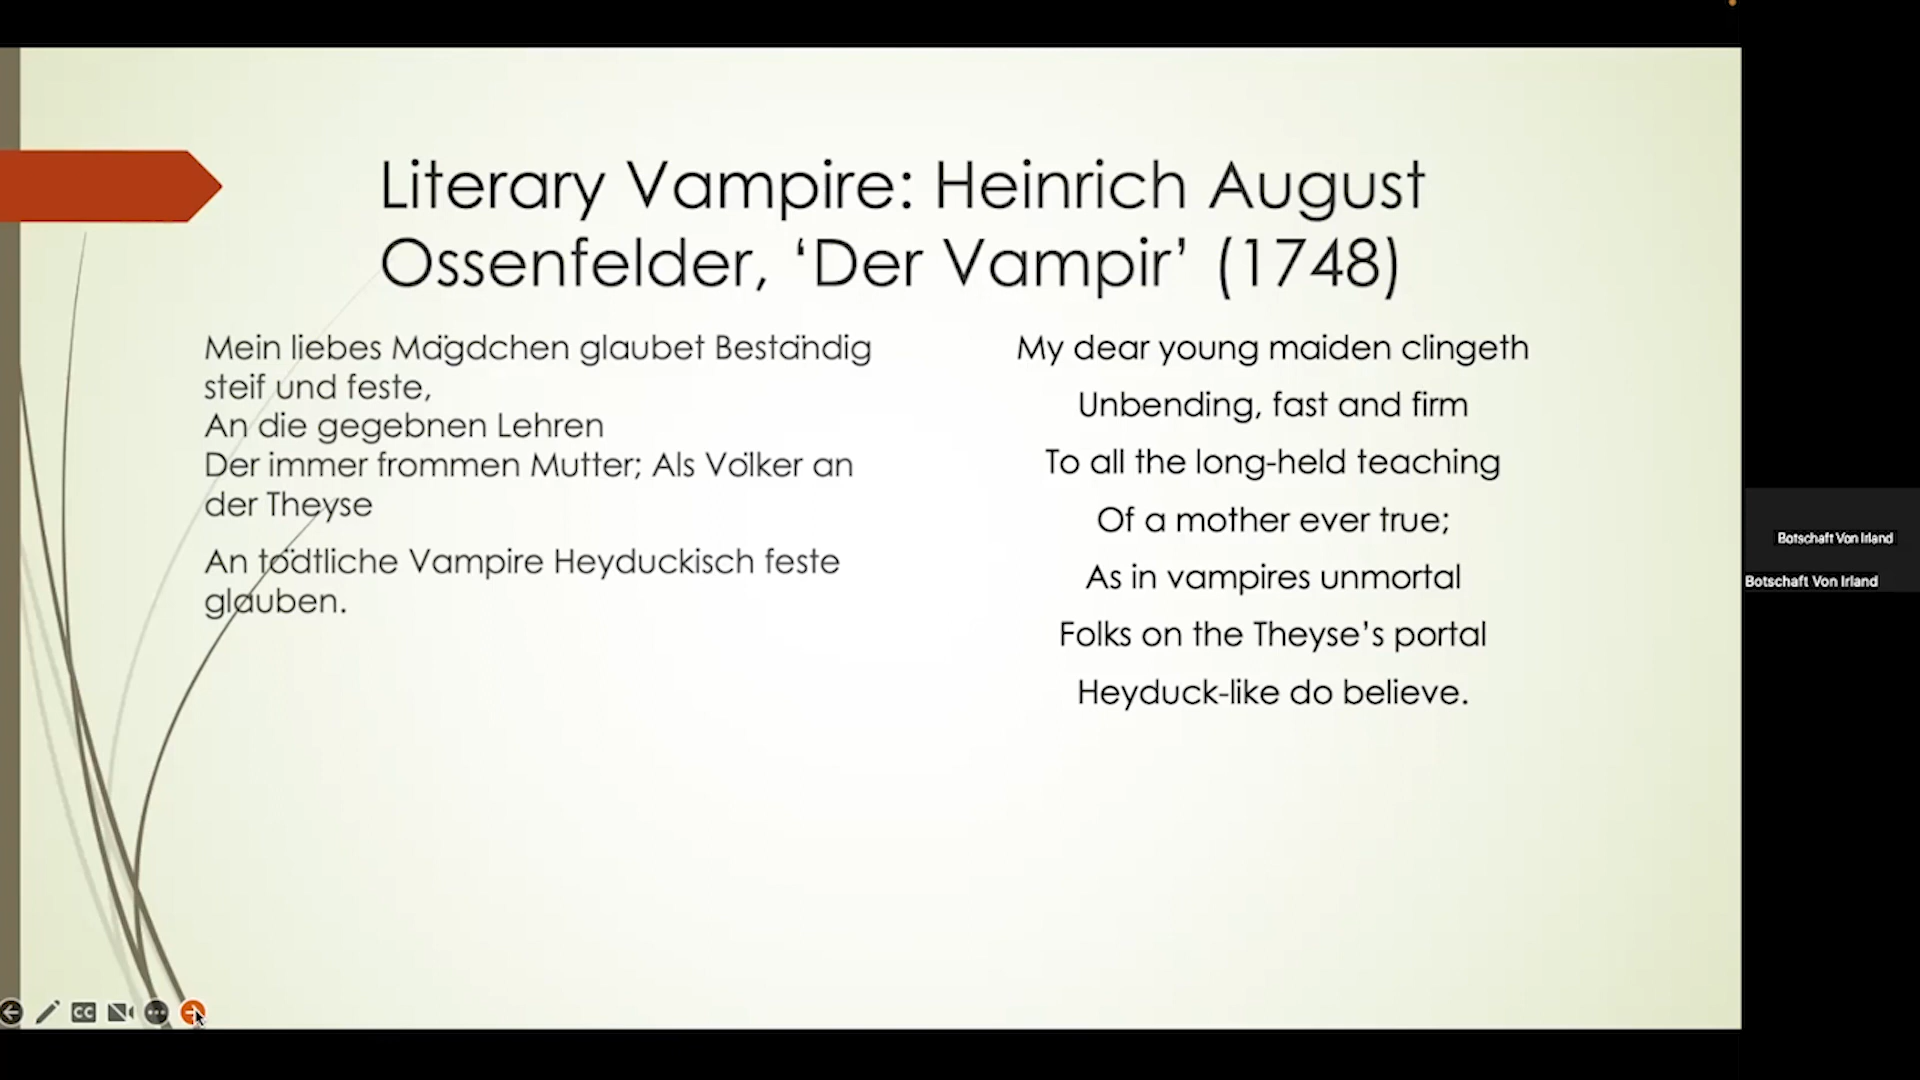 Literary Vampire: Heinrich August
Ossenfelder, ‘Der Vampir’ (1748)
Mein liebes Mädgchen glaubet Beständig
steif und feste,
An die gegebnen Lehren
Der immer frommen Mutter; Als Völker an
der Theyse
An tödtliche Vampire Heyduckisch feste
glauben.
My dear young maiden clingeth
Unbending, fast and firm
To all the long-held teaching
Of a mother ever true;
As in vampires unmortal
Folks on the Theyse’s portal
Heyduck-like do believe.
Botschaft Von Irland
Botschaft Von Irland
CC